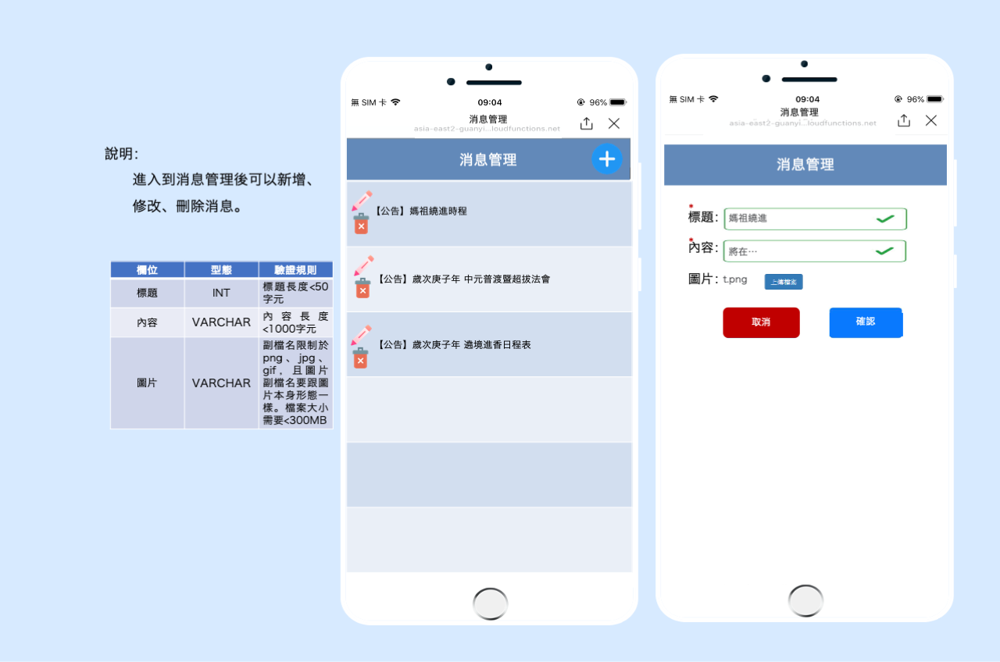 說明：
進入到消息管理後可以新增、
修改、刪除消息。
欄位 型態 驗證規則
標題 INT 標題長度<50
字元
內容 VARCHAR 內容長度
<1000字元
圖片 VARCHAR 副檔名限制於
png、jpg、
gif，且圖片
副檔名要跟圖
片本身形態一
樣。檔案大小
需要<300MB
無 SIM 卡 09:04 96%
消息管理
asia-east2-guanyi...loudfunctions.net
消息管理
【公告】媽祖繞進時程
【公告】歲次庚子年 中元普渡暨超拔法會
【公告】歲次庚子年 遶境進香日程表
無 SIM 卡 09:04 96%
消息管理
asia-east2-guanyi...loudfunctions.net
消息管理
*標題： 媽祖繞進
*內容： 將在…
圖片：t.png 上傳檔案
取消 確認